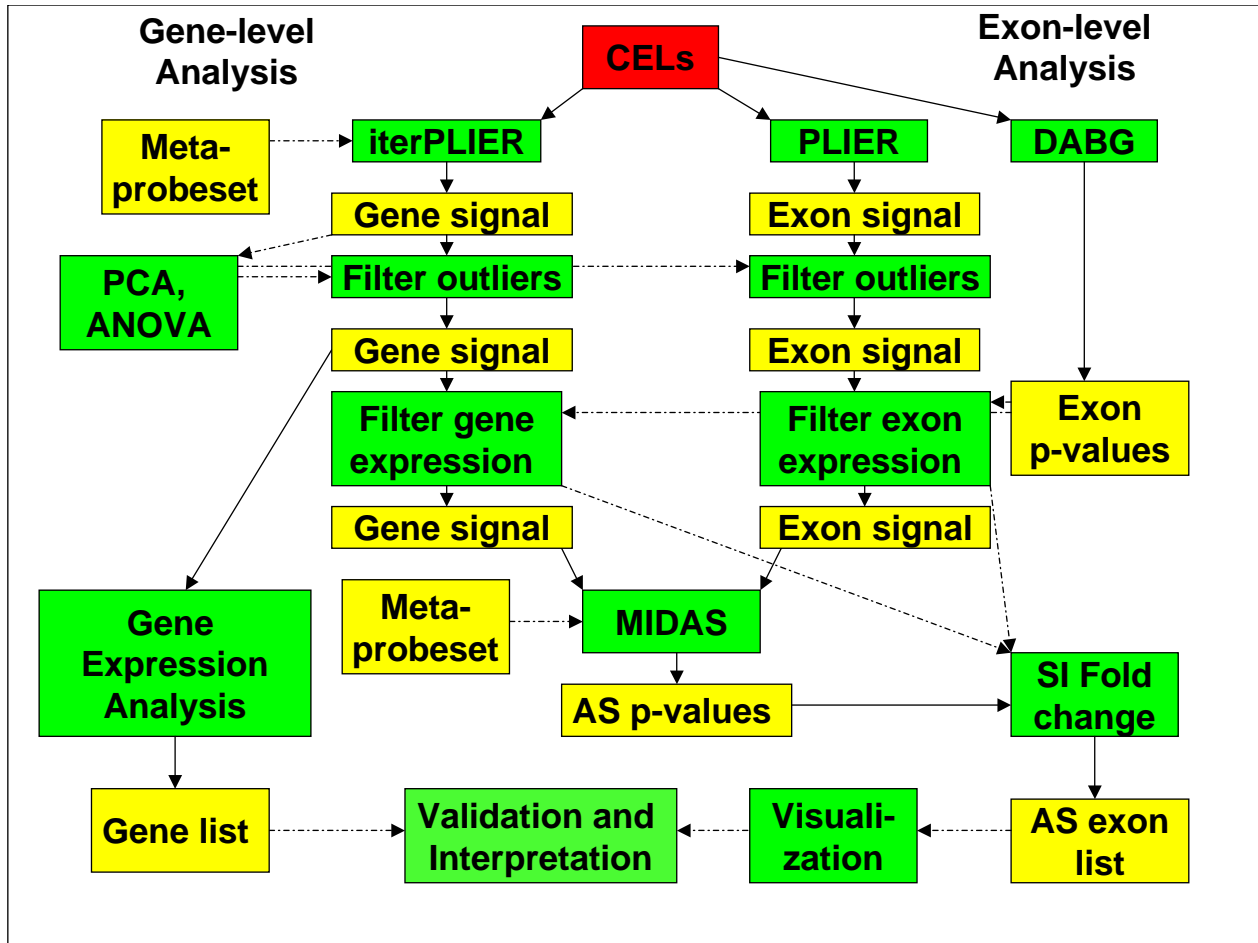 Gene-level
Analysis
CELs
Exon-level
Analysis
Meta-
probeset
iterPLIER
PLIER
DABG
Gene signal
Exon signal
PCA,
ANOVA
Filter outliers
Filter outliers
Gene signal
Exon signal
Filter gene
expression
Filter exon
expression
Exon
p-values
Gene signal
Exon signal
Gene
Expression
Analysis
Meta-
probeset
MIDAS
AS p-values
SI Fold
change
Gene list
Validation and
Interpretation
Visuali-
zation
AS exon
list